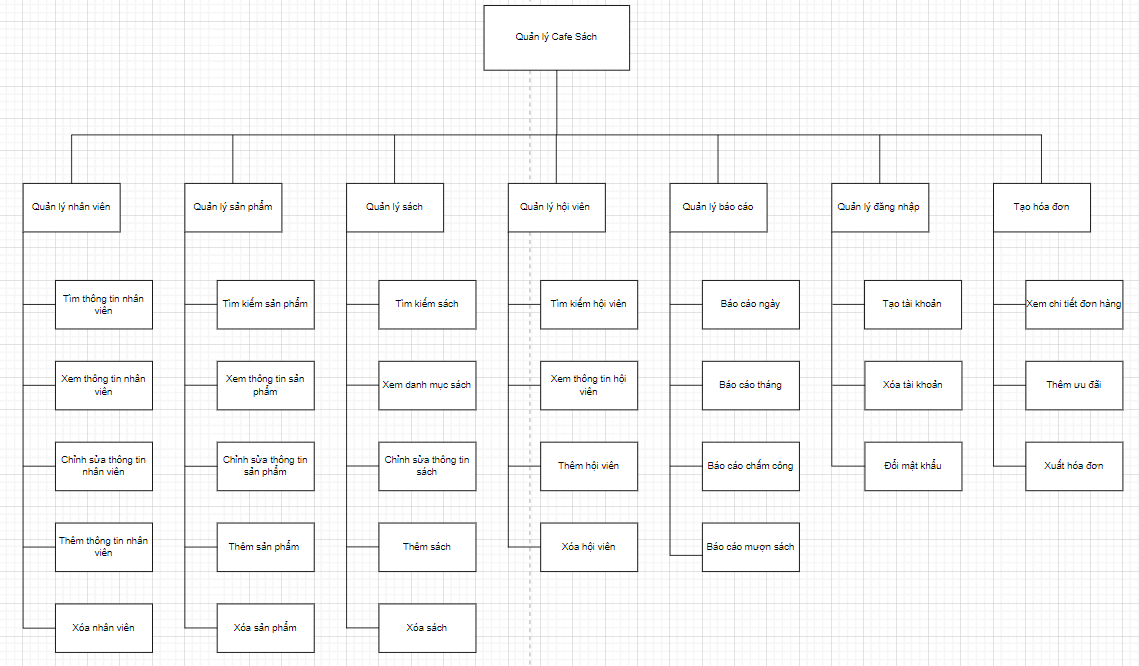 Quản lý Cafe Sách
Quản lý nhân viên
Quản lý sản phẩm
Quản lý sách
Quản lý hội viên
Quản lý báo cáo
Quản lý đăng nhập
Tạo hóa đơn
Tìm thông tin nhân
viên
Tìm kiếm sản phẩm
Tìm kiếm sách
Tìm kiếm hội viên
Báo cáo ngày
Tạo tài khoản
Xem chi tiết đơn hàng
Xem thông tin nhân
viên
Xem thông tin sản
phẩm
Xem danh mục sách
Xem thông tin hội
viên
Báo cáo tháng
Xóa tài khoản
Thêm ưu đãi
Chỉnh sửa thông tin
nhân viên
Chỉnh sửa thông tin
sản phẩm
Chỉnh sửa thông tin
sách
Thêm hội viên
Báo cáo chấm công
Đổi mật khẩu
Xuất hóa đơn
Thêm thông tin nhân
viên
Thêm sản phẩm
Thêm sách
Xóa hội viên
Báo cáo mượn sách
Xóa nhân viên
Xóa sản phẩm
Xóa sách